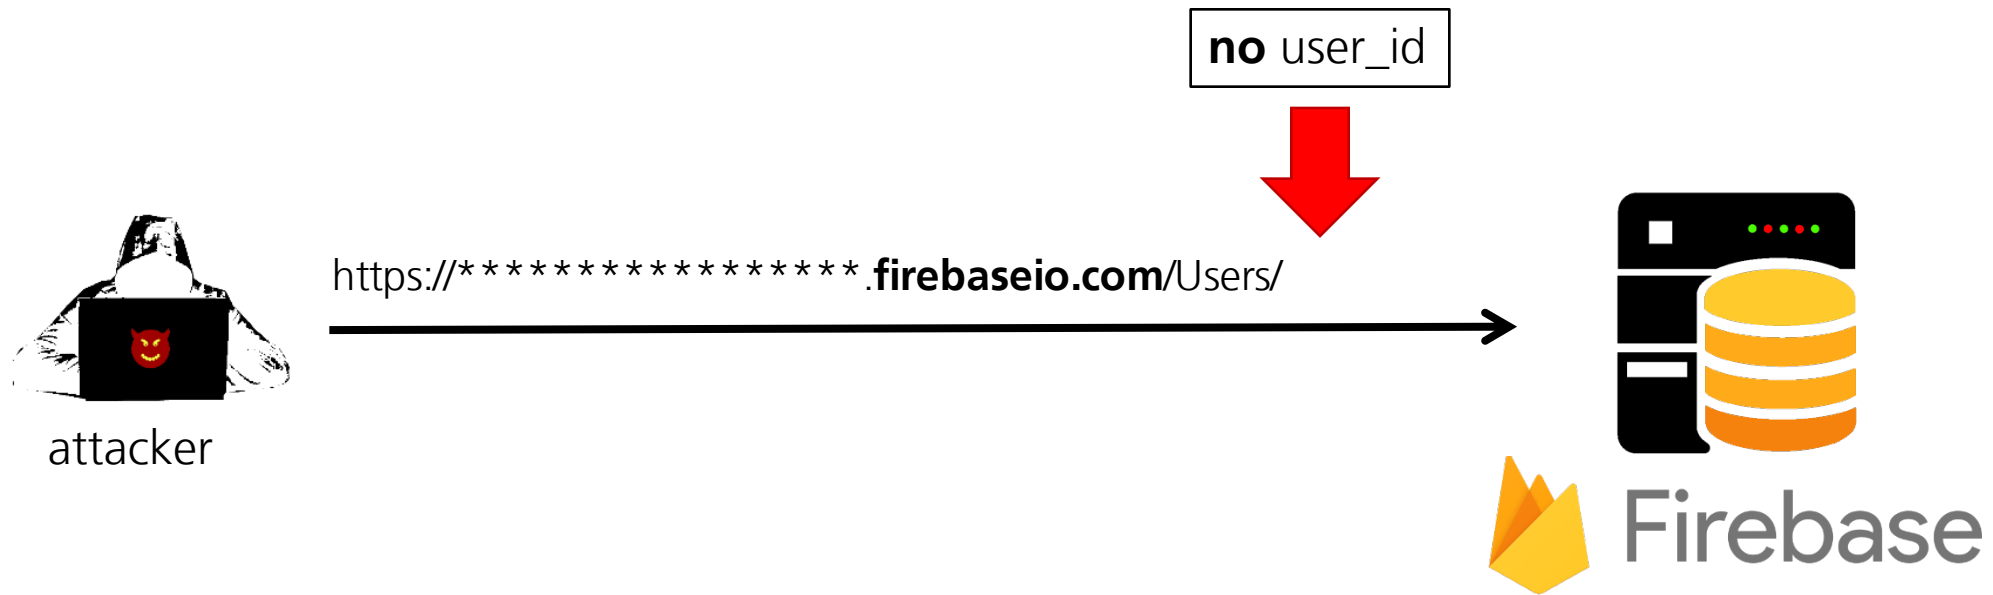 no user_id
https://*****************.firebaseio.com/Users/
attacker
Firebase